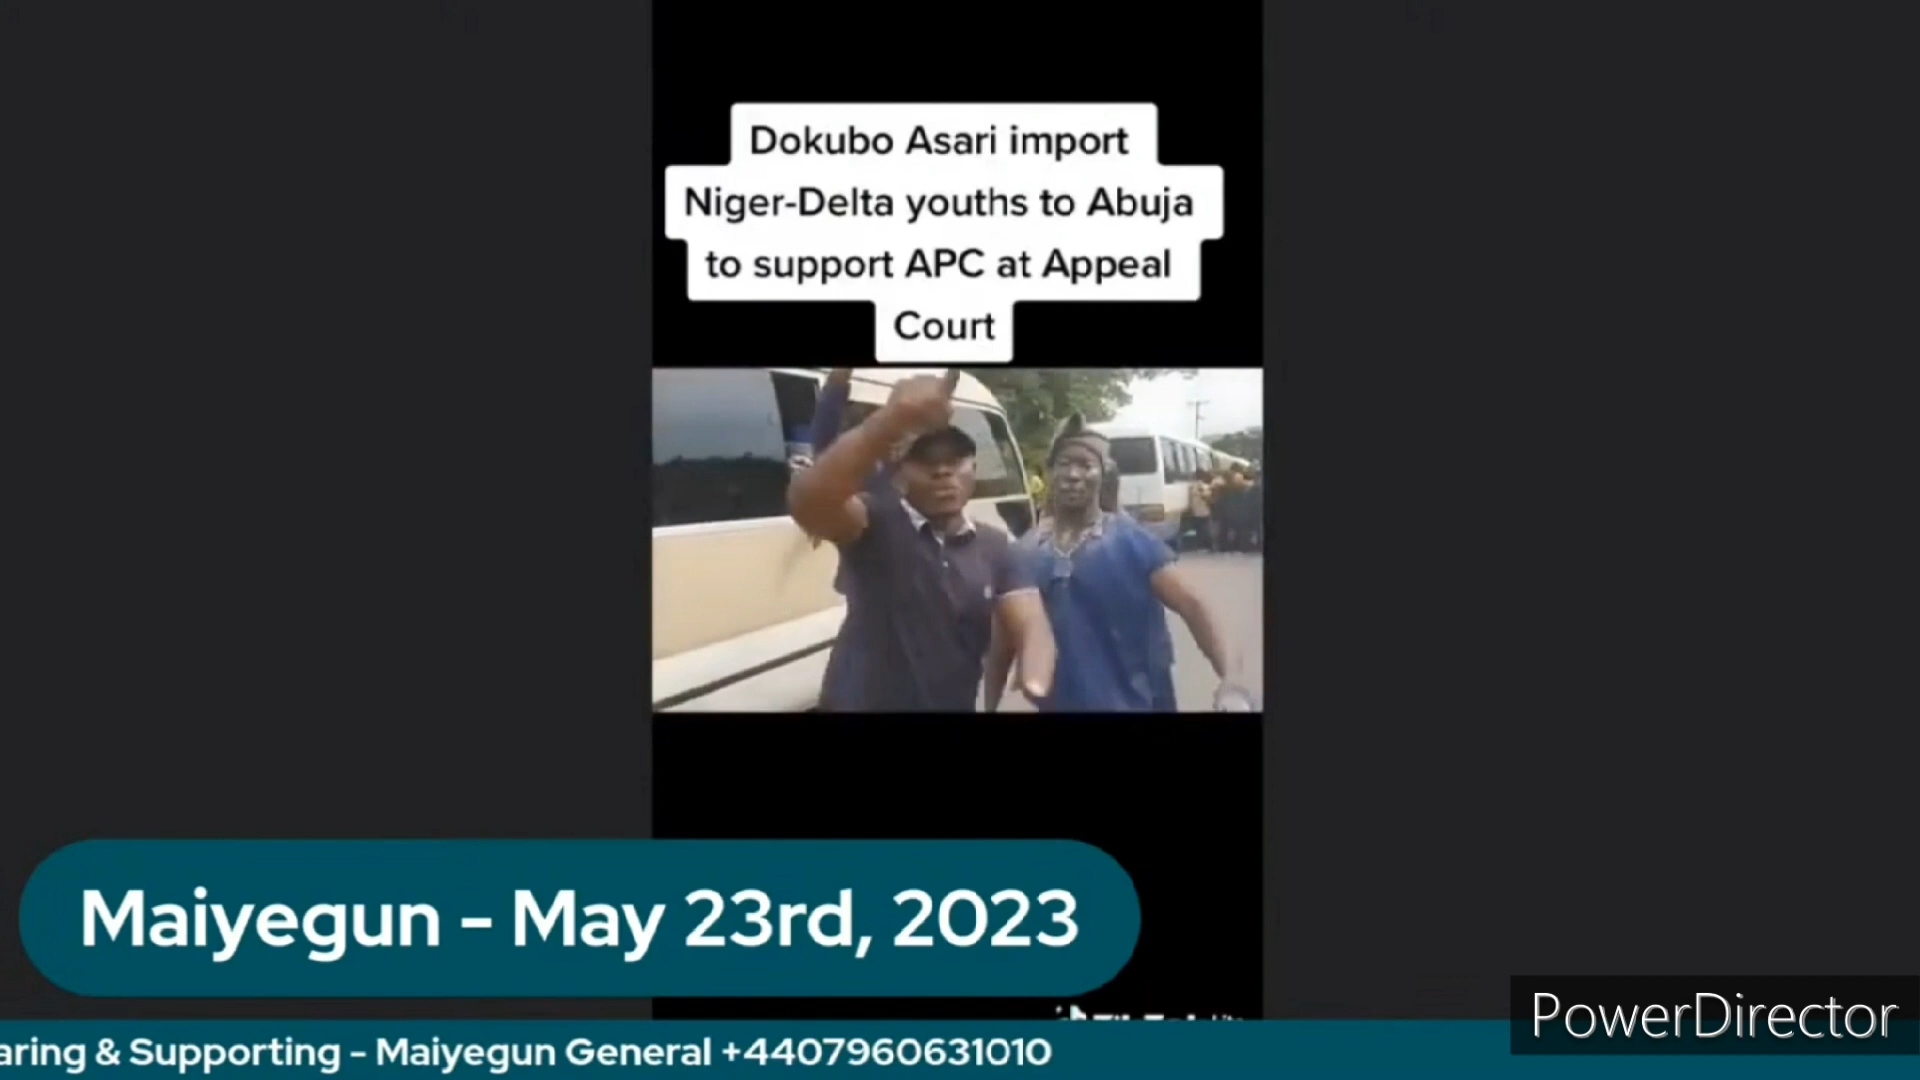 Dokubo Asari import
Niger-Delta youths to Abuja
to support APC at Appeal
Court
Maiyegun - May 23rd, 2023
aring & Supporting - Maiyegun General +4407960631010
PowerDirector